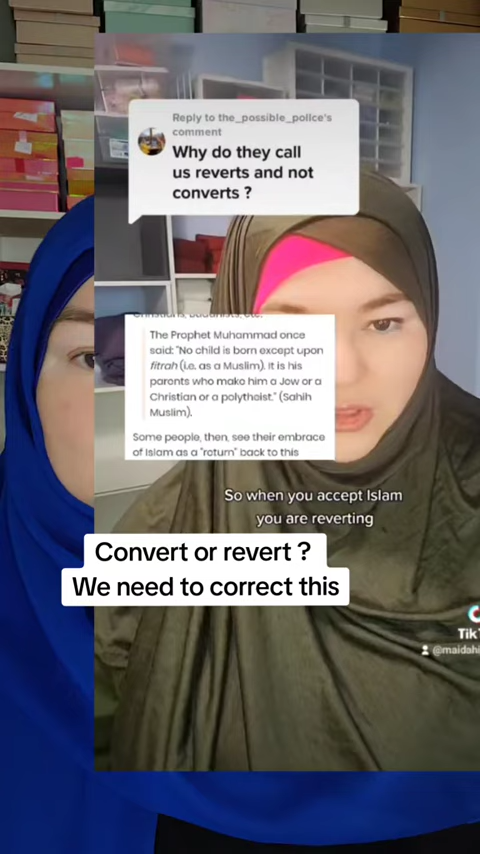 Reply to the_possible_police's
comment
Why do they call
us reverts and not
converts ?
The Prophet Muhammad once
said: "No child is born except upon
fitrah (i.e. as a Muslim). It is his
parents who make him a Jew or a
Christian or a polytheist." (Sahih
Muslim).
Some people, then, see their embrace
of Islam as a "return" back to this
So when you accept Islam
you are reverting
Convert or revert ?
We need to correct this